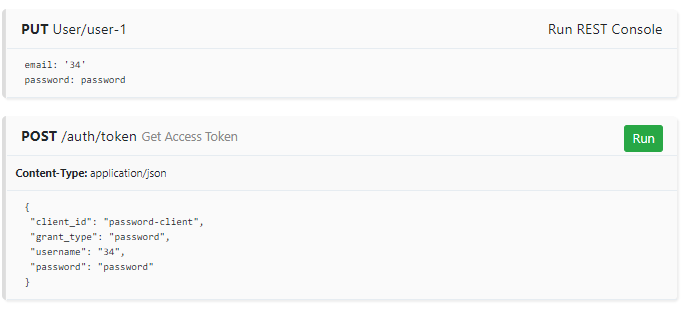 PUT User/user-1 Run REST Console
email: '34'
password: password
POST /auth/token Get Access Token Run
Content-Type: application/json
{
"client_id": "password-client",
"grant_type": "password",
"username": "34",
"password": "password"
}